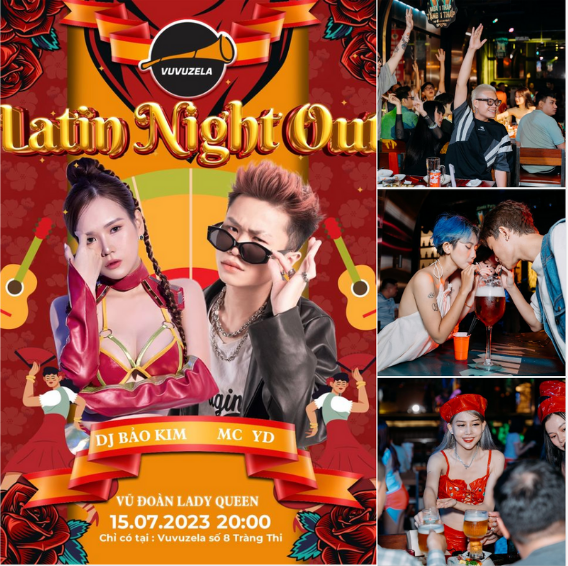 VUVUZELA
Latin Night Out
DJ BẢO KIM MC YD
VŨ ĐOÀN LADY QUEEN
15.07.2023 20:00
Chỉ có tại : Vuvuzela số 8 Tràng Thi